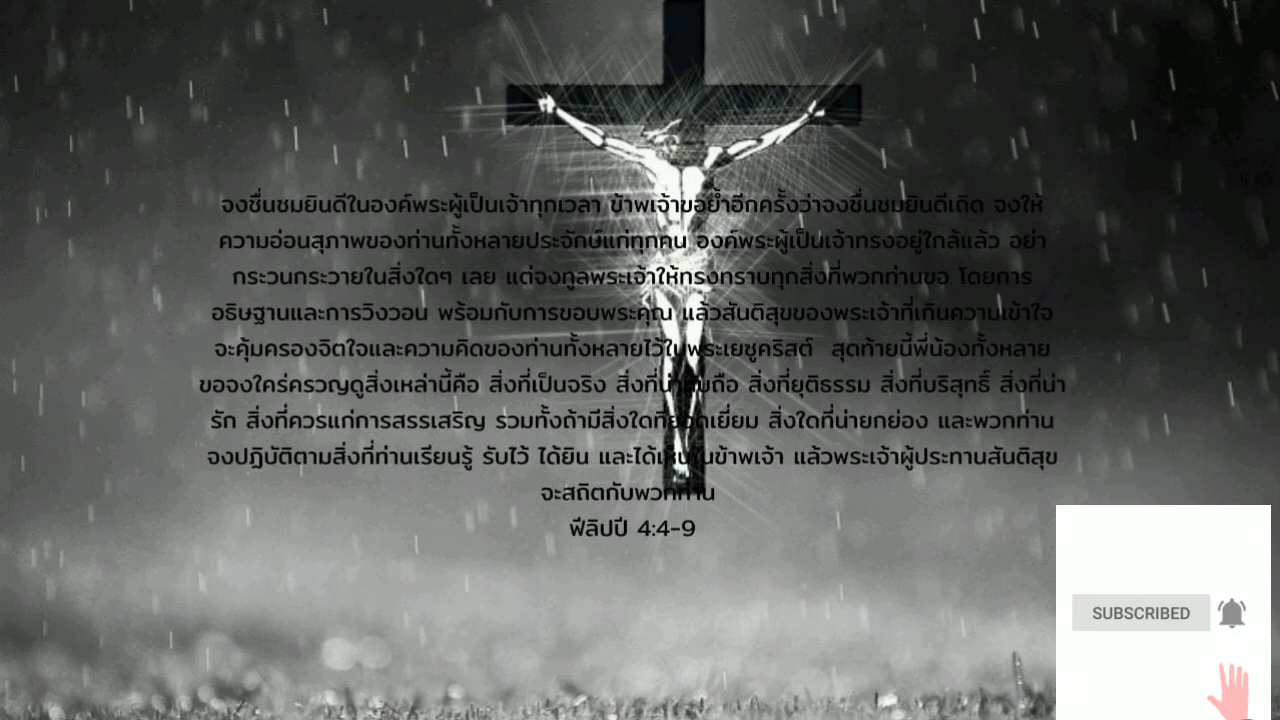 จงชื่นชมยินดีในองค์พระผู้เป็นเจ้าทุกเวลา ข้าพเจ้าขอย้ำอีกครั้งว่าจงชื่นชมยินดีเถิด จงให้
ความอ่อนสุภาพของท่านทั้งหลายประจักษ์แก่ทุกคน องค์พระผู้เป็นเจ้าทรงอยู่ใกล้แล้ว อย่า
กระวนกระวายในสิ่งใดๆ เลย แต่จงทูลพระเจ้าให้ทรงทราบทุกสิ่งที่พวกท่านขอ โดยการ
อธิษฐานและการวิงวอน พร้อมกับการขอบพระคุณ แล้วสันติสุขของพระเจ้าที่เกินความเข้าใจ
จะคุ้มครองจิตใจและความคิดของท่านทั้งหลายไว้ในพระเยซูคริสต์ สุดท้ายนี้พี่น้องทั้งหลาย
ขอจงใคร่ครวญดูสิ่งเหล่านี้คือ สิ่งที่เป็นจริง สิ่งที่น่านับถือ สิ่งที่ยุติธรรม สิ่งที่บริสุทธิ์ สิ่งที่น่า
รัก สิ่งที่ควรแก่การสรรเสริญ รวมทั้งถ้ามีสิ่งใดที่ยอดเยี่ยม สิ่งใดที่น่ายกย่อง และพวกท่าน
จงปฏิบัติตามสิ่งที่ท่านเรียนรู้ รับไว้ ได้ยิน และได้เห็นในข้าพเจ้า แล้วพระเจ้าผู้ประทานสันติสุข
จะสถิตกับพวกท่าน
ฟีลิปปี 4:4-9
SUBSCRIBED